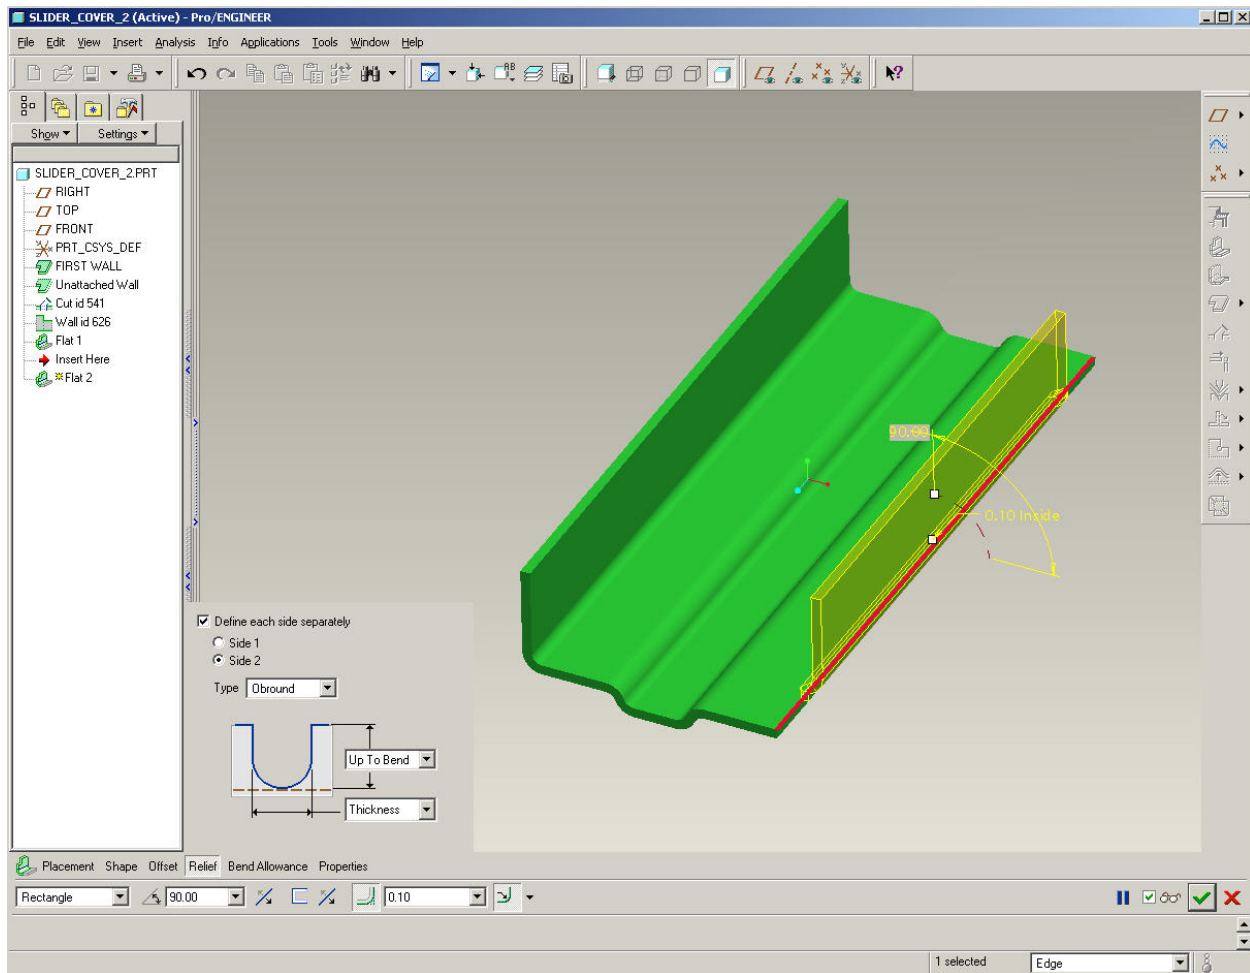 SLIDER_COVER_2 (Active) - Pro/ENGINEER
File Edit View Insert Analysis Info Applications Tools Window Help
Show Settings
SLIDER_COVER_2.PRT
RIGHT
TOP
FRONT
PRT_CSYS_DEF
FIRST WALL
Unattached Wall
Cut id 541
Wall id 626
Flat 1
Insert Here
Flat 2
90.00
0.10 Inside
Define each side separately
Side 1
Side 2
Type Obround
Up To Bend
Thickness
Placement Shape Offset Relief Bend Allowance Properties
Rectangle 90.00 0.10
1 selected Edge